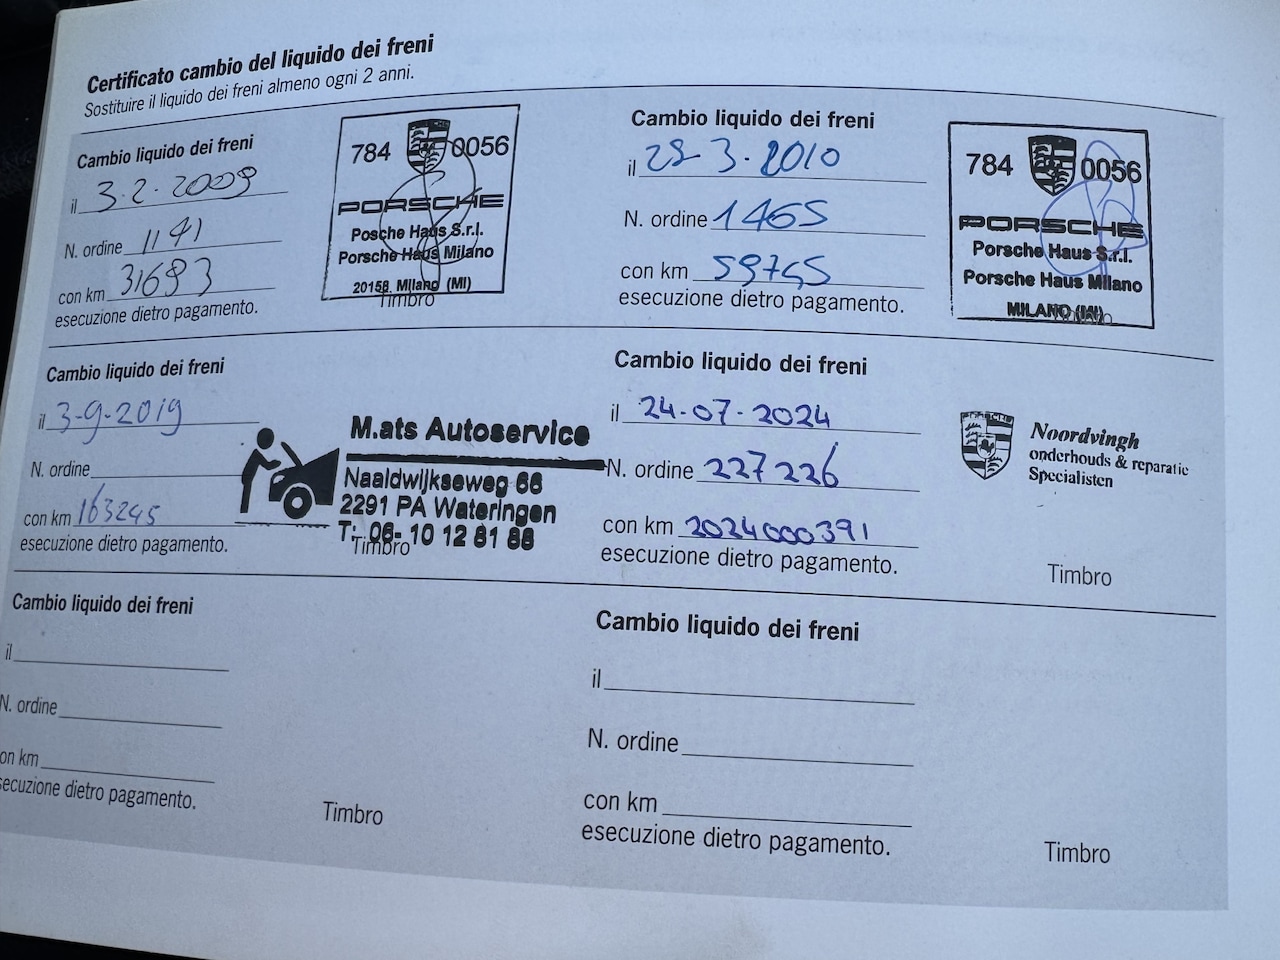 Certificato cambio del liquido dei freni
Sostituire il liquido dei freni almeno ogni 2 anni.
Cambio liquido dei freni
il 3.2.2009
N. ordine 1141
con km 31683
esecuzione dietro pagamento.
784 0056
PORSCHE
Posche Haus S.r.l.
Porsche Haus Milano
20158 Milano (MI)
Timbro
Cambio liquido dei freni
il 3.2010
N. ordine 1465
con km 59745
esecuzione dietro pagamento.
784 0056
PORSCHE
Porsche Haus S.r.l.
Porsche Haus Milano
MILANO (MI)
Cambio liquido dei freni
il 3-9-2019
N. ordine
con km 163245
esecuzione dietro pagamento.
M.ats Autoservice
Naaldwijkseweg 66
2291 PA Wateringen
T: 06- 10 12 81 88
Timbro
Cambio liquido dei freni
il 24-07-2024
N. ordine 227226
con km 2024000391
esecuzione dietro pagamento.
PORSCHE
Noordvingh
onderhouds & reparatie
Specialisten
Timbro
Cambio liquido dei freni
il
N. ordine
on km
secuzione dietro pagamento.
Timbro
Cambio liquido dei freni
il
N. ordine
con km
esecuzione dietro pagamento.
Timbro